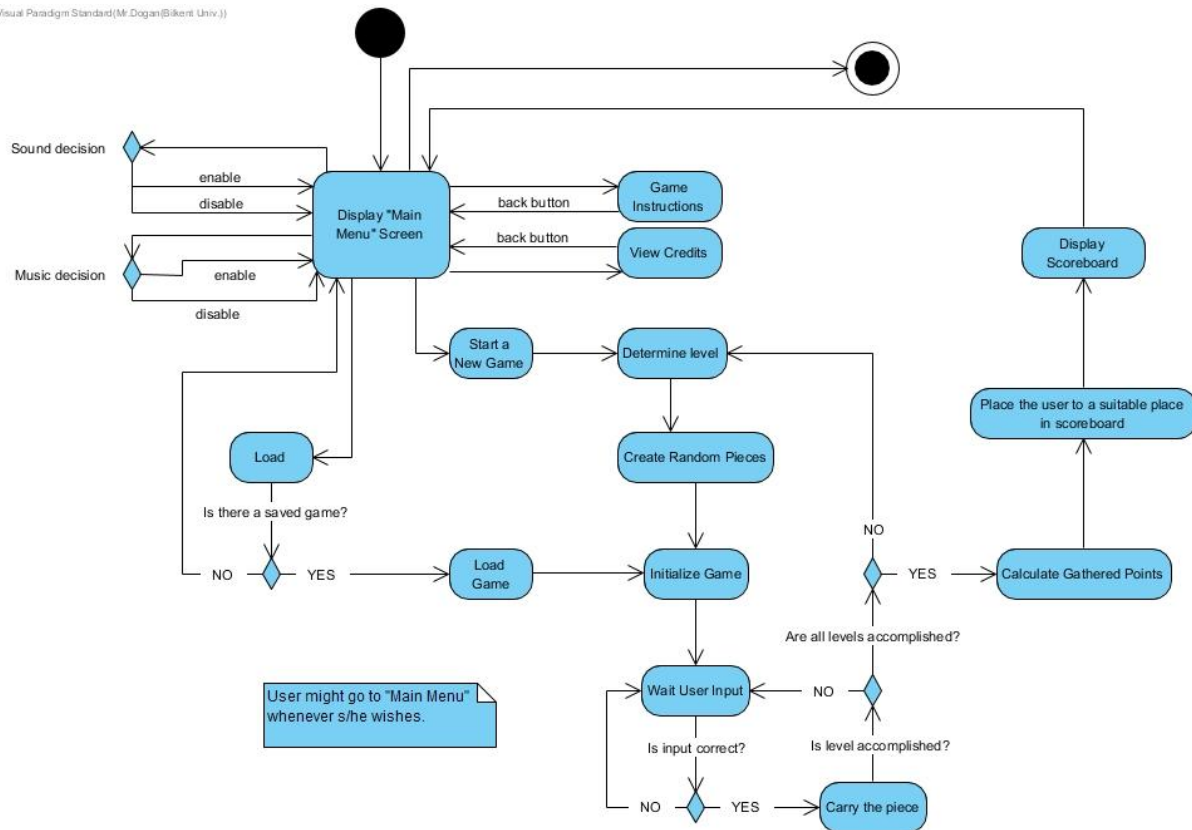 Visual Paradigm Standard(Mr.Dogan(Bilkent Univ.))
Sound decision
enable
disable
Music decision
enable
disable
Display "Main
Menu" Screen
back button
Game
Instructions
back button
View Credits
Display
Scoreboard
Start a
New Game
Determine level
Place the user to a suitable place
in scoreboard
Load
Create Random Pieces
Is there a saved game?
NO
NO
YES
Load
Game
Initialize Game
YES
Calculate Gathered Points
Are all levels accomplished?
User might go to "Main Menu"
whenever s/he wishes.
Wait User Input
NO
Is input correct?
Is level accomplished?
NO
YES
Carry the piece